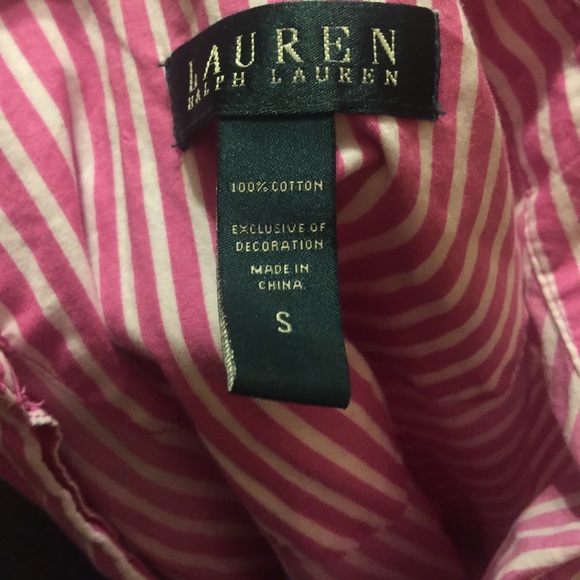 LAUREN
RALPH LAUREN
100% COTTON
EXCLUSIVE OF
DECORATION
MADE IN
CHINA
S